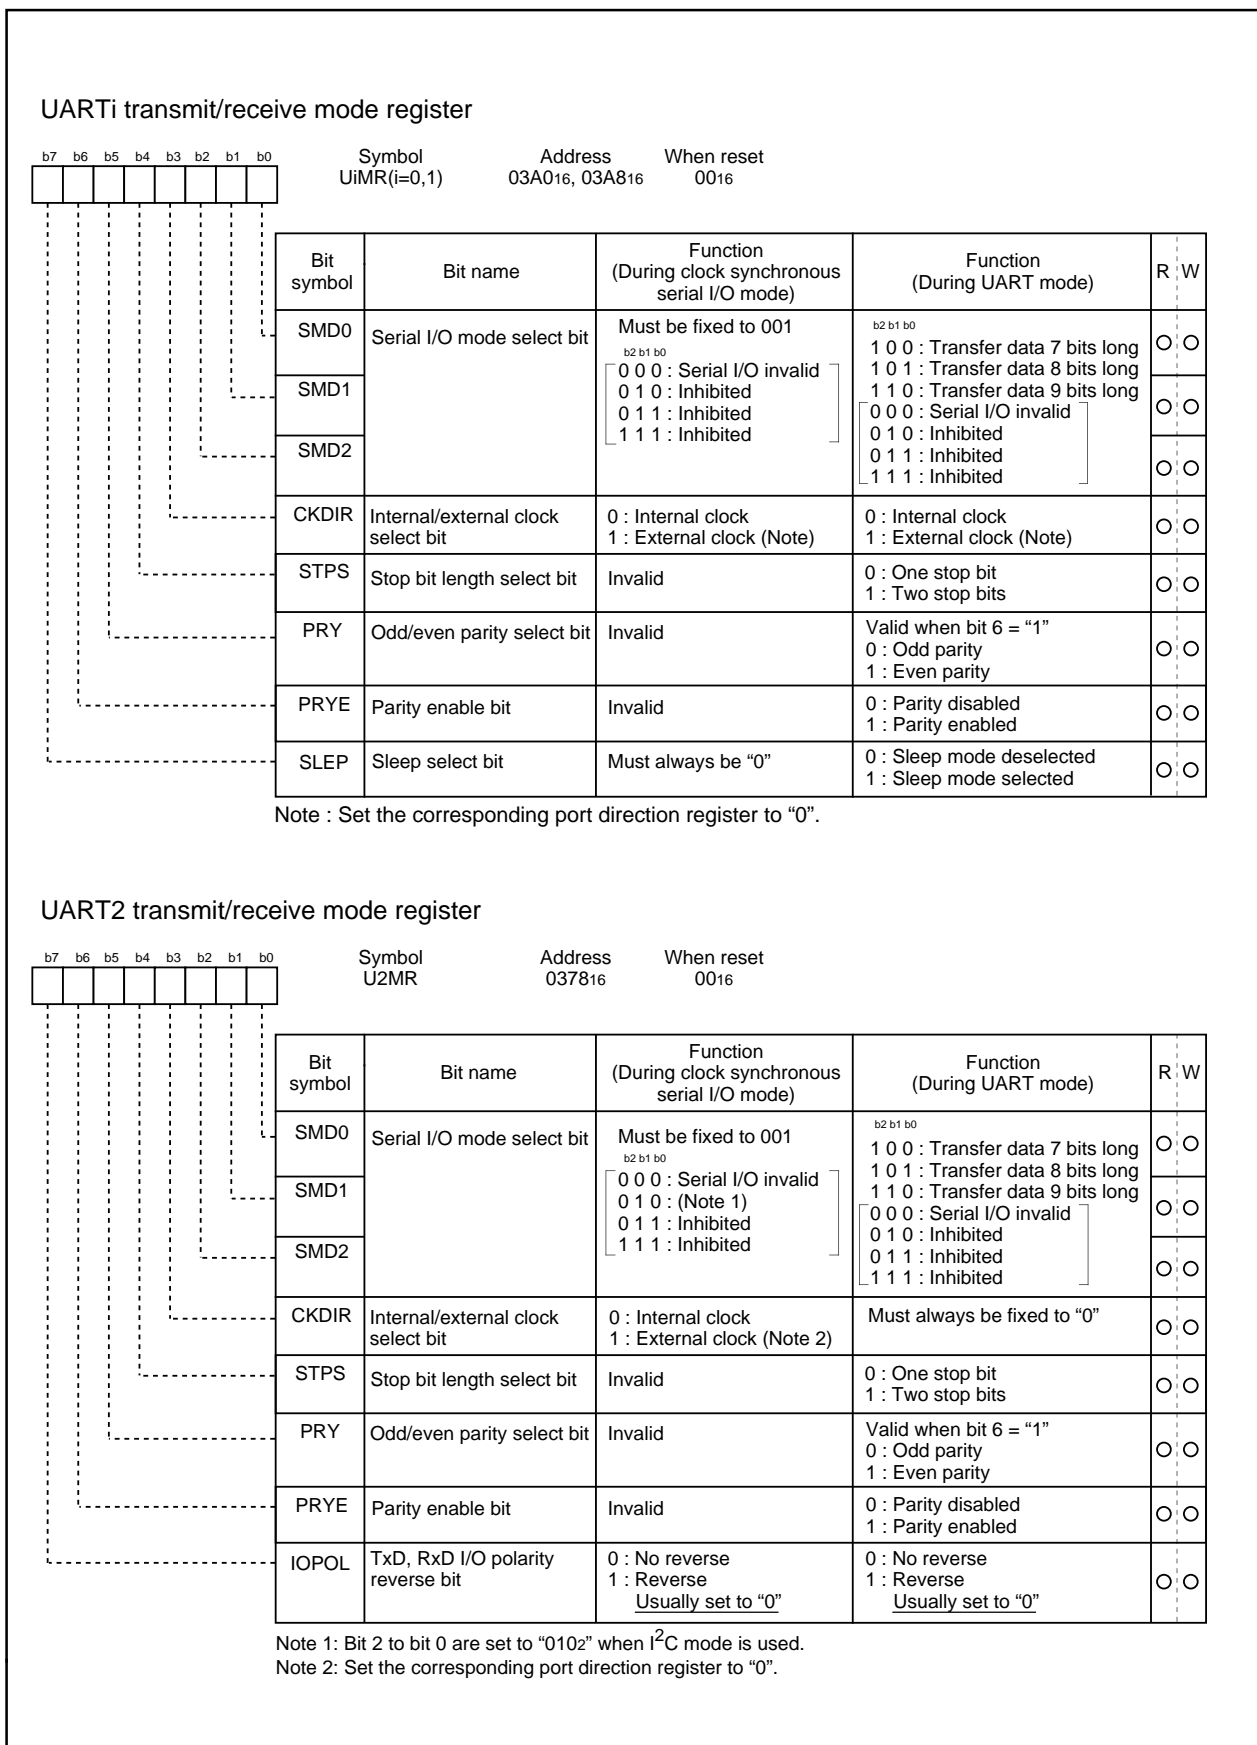 UARTi transmit/receive mode register
b7 b6 b5 b4 b3 b2 b1 b0
Symbol Address When reset
UiMR(i=0,1) 03A016, 03A816 0016
Bit symbol Bit name Function (During clock synchronous serial I/O mode) Function (During UART mode) R W
SMD0 Serial I/O mode select bit
SMD1
SMD2
Must be fixed to 001
b2 b1 b0
0 0 0 : Serial I/O invalid
0 1 0 : Inhibited
0 1 1 : Inhibited
1 1 1 : Inhibited
b2 b1 b0
1 0 0 : Transfer data 7 bits long
1 0 1 : Transfer data 8 bits long
1 1 0 : Transfer data 9 bits long
0 0 0 : Serial I/O invalid
0 1 0 : Inhibited
0 1 1 : Inhibited
1 1 1 : Inhibited
CKDIR Internal/external clock select bit
0 : Internal clock
1 : External clock (Note)
0 : Internal clock
1 : External clock (Note)
STPS Stop bit length select bit Invalid
0 : One stop bit
1 : Two stop bits
PRY Odd/even parity select bit Invalid
Valid when bit 6 = “1”
0 : Odd parity
1 : Even parity
PRYE Parity enable bit Invalid
0 : Parity disabled
1 : Parity enabled
SLEP Sleep select bit Must always be “0”
0 : Sleep mode deselected
1 : Sleep mode selected
Note : Set the corresponding port direction register to “0”.
UART2 transmit/receive mode register
b7 b6 b5 b4 b3 b2 b1 b0
Symbol Address When reset
U2MR 037816 0016
Bit symbol Bit name Function (During clock synchronous serial I/O mode) Function (During UART mode) R W
SMD0 Serial I/O mode select bit
SMD1
SMD2
Must be fixed to 001
b2 b1 b0
0 0 0 : Serial I/O invalid
0 1 0 : (Note 1)
0 1 1 : Inhibited
1 1 1 : Inhibited
b2 b1 b0
1 0 0 : Transfer data 7 bits long
1 0 1 : Transfer data 8 bits long
1 1 0 : Transfer data 9 bits long
0 0 0 : Serial I/O invalid
0 1 0 : Inhibited
0 1 1 : Inhibited
1 1 1 : Inhibited
CKDIR Internal/external clock select bit
0 : Internal clock
1 : External clock (Note 2)
Must always be fixed to “0”
STPS Stop bit length select bit Invalid
0 : One stop bit
1 : Two stop bits
PRY Odd/even parity select bit Invalid
Valid when bit 6 = “1”
0 : Odd parity
1 : Even parity
PRYE Parity enable bit Invalid
0 : Parity disabled
1 : Parity enabled
IOPOL TxD, RxD I/O polarity reverse bit
0 : No reverse
1 : Reverse
Usually set to “0”
0 : No reverse
1 : Reverse
Usually set to “0”
Note 1: Bit 2 to bit 0 are set to “0102” when I2C mode is used.
Note 2: Set the corresponding port direction register to “0”.